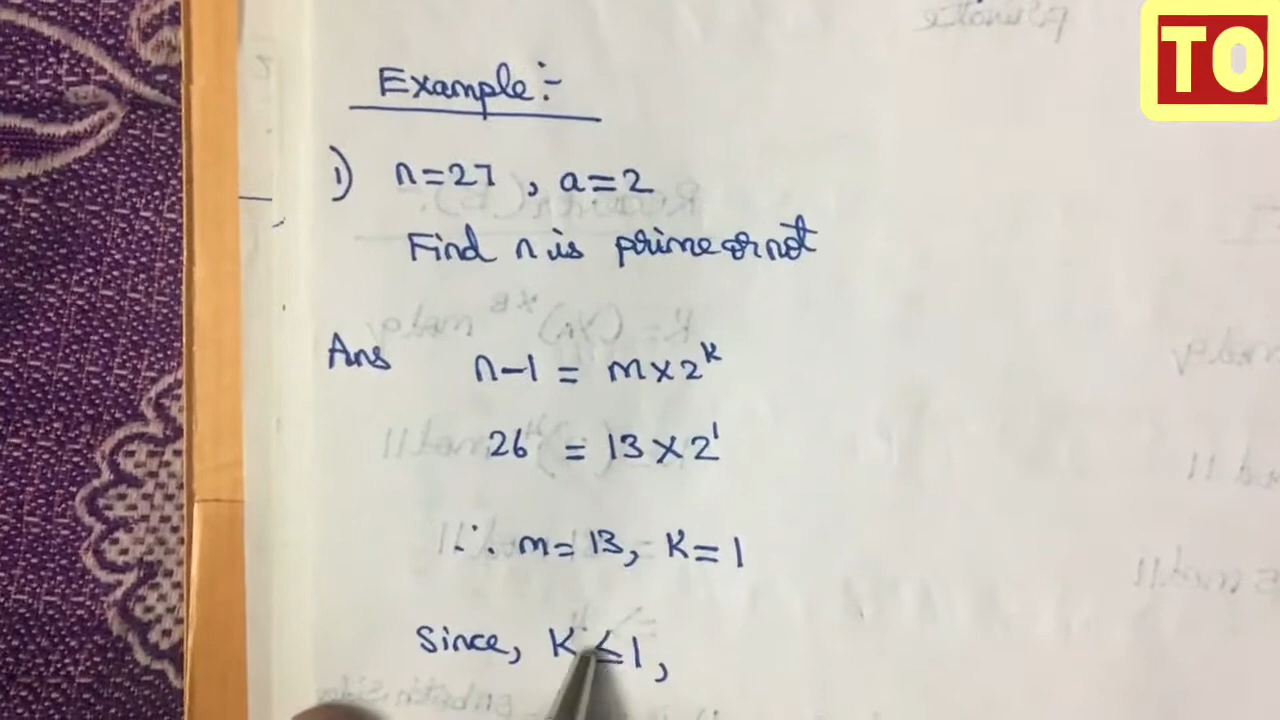 TO
Example:-
1) n=27, a=2
Find n is prime or not
Ans n-1 = m×2^k
26 = 13×2^1
∴ m=13, K=1
Since, K≤1,